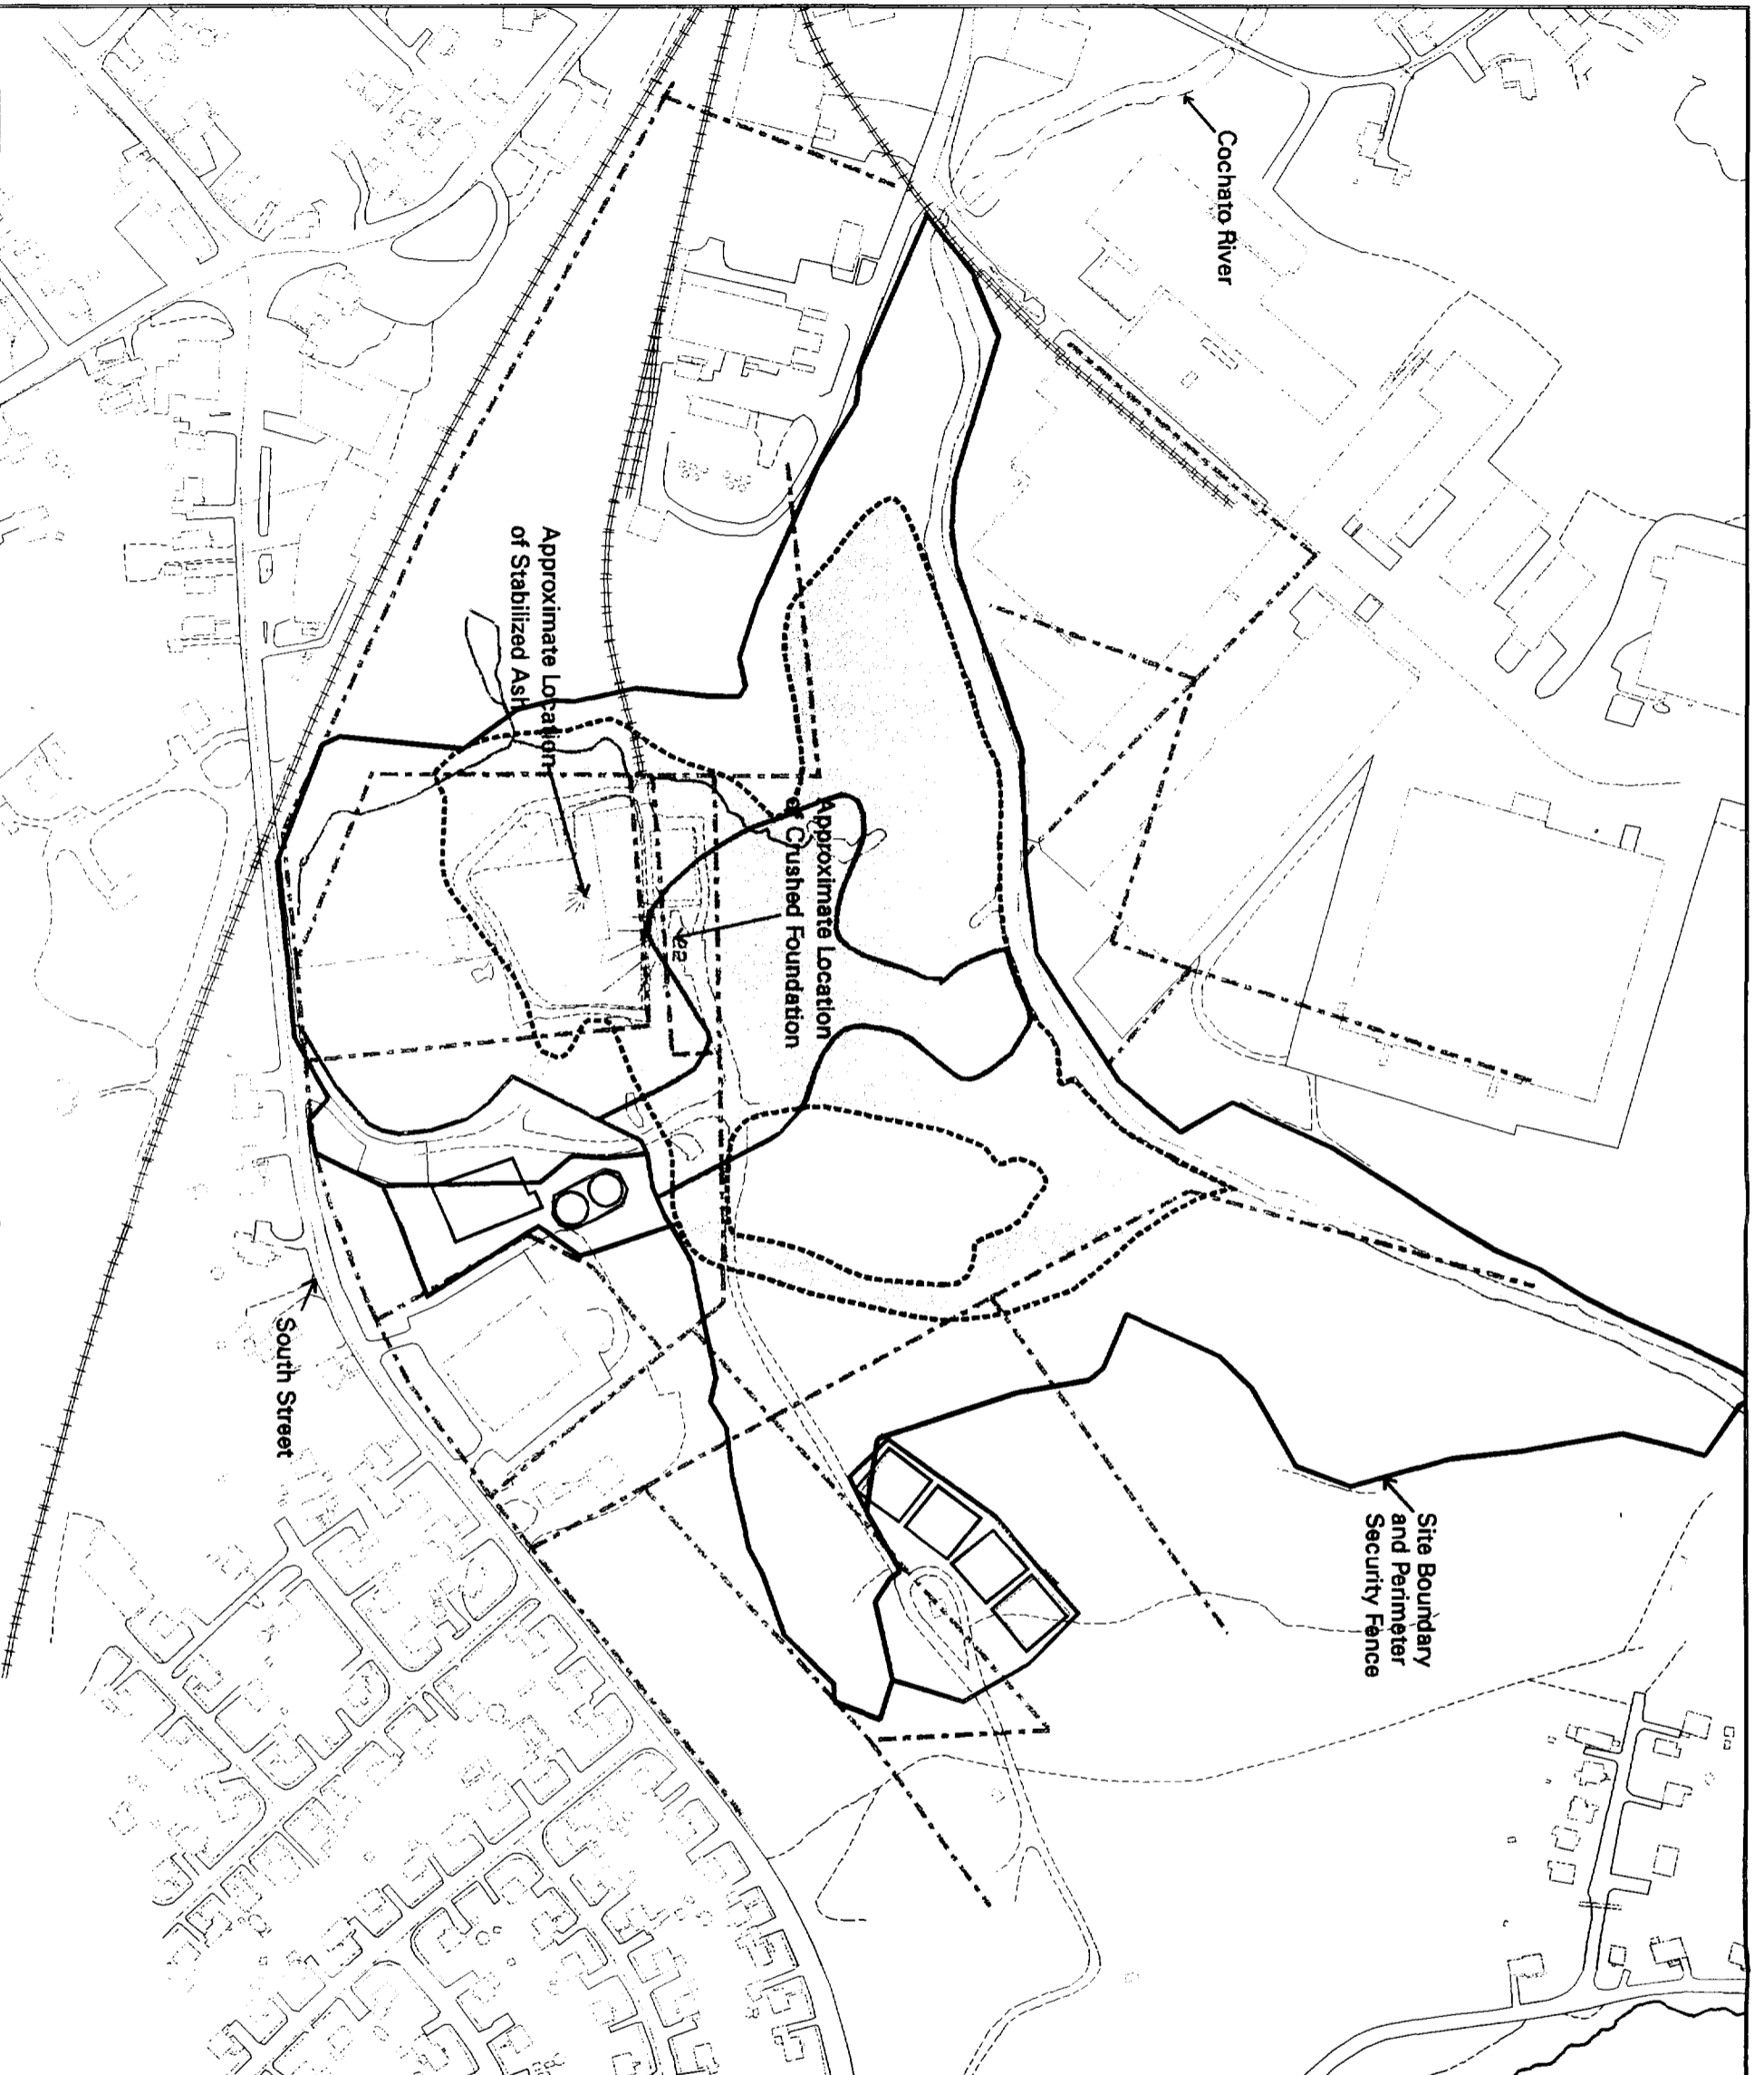 Cochato River
Approximate Location
of Stabilized Ash
Approximate Location
of Crushed Foundation
South Street
Site Boundary
and Perimeter
Security Fence